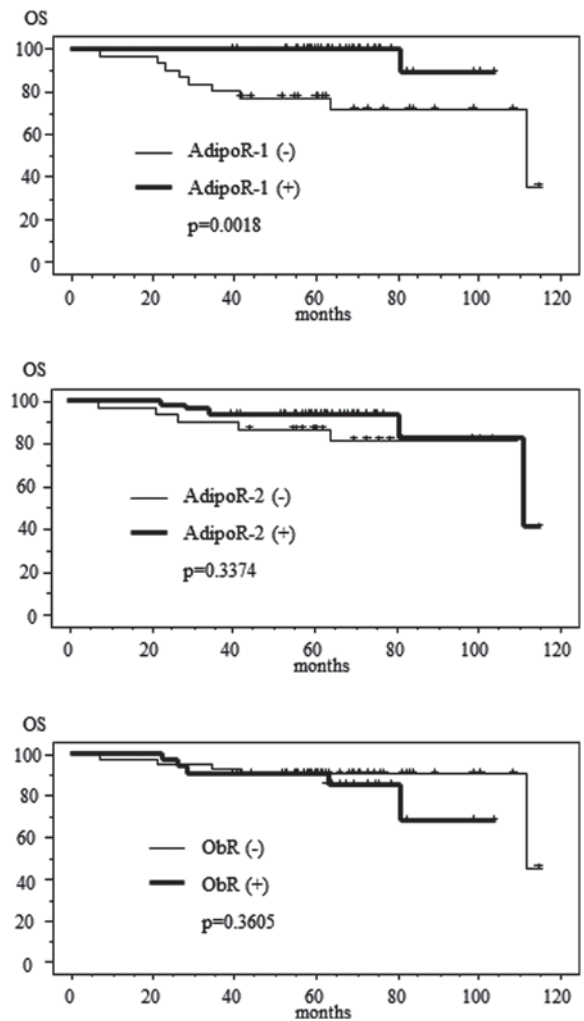 OS
100
80
60
40
20
0
AdipoR-1 (-)
AdipoR-1 (+)
p=0.0018
0 20 40 60 80 100 120
months
OS
100
80
60
40
20
0
AdipoR-2 (-)
AdipoR-2 (+)
p=0.3374
0 20 40 60 80 100 120
months
OS
100
80
60
40
20
0
ObR (-)
ObR (+)
p=0.3605
0 20 40 60 80 100 120
months